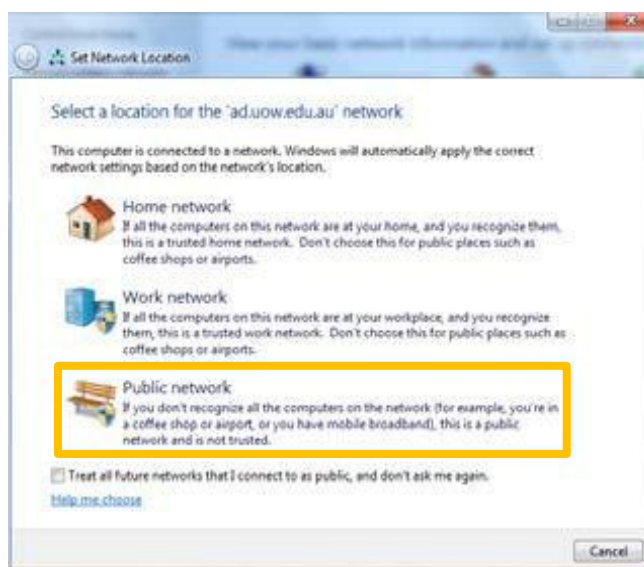 Set Network Location
Select a location for the 'ad.uow.edu.au' network
This computer is connected to a network. Windows will automatically apply the correct
network settings based on the network's location.
Home network
If all the computers on this network are at your home, and you recognize them,
this is a trusted home network. Don't choose this for public places such as
coffee shops or airports.
Work network
If all the computers on this network are at your workplace, and you recognize
them, this is a trusted work network. Don't choose this for public places such as
coffee shops or airports.
Public network
If you don't recognize all the computers on the network (for example, you're in
a coffee shop or airport, or you have mobile broadband), this is a public
network and is not trusted.
Treat all future networks that I connect to as public, and don't ask me again.
Help me choose
Cancel